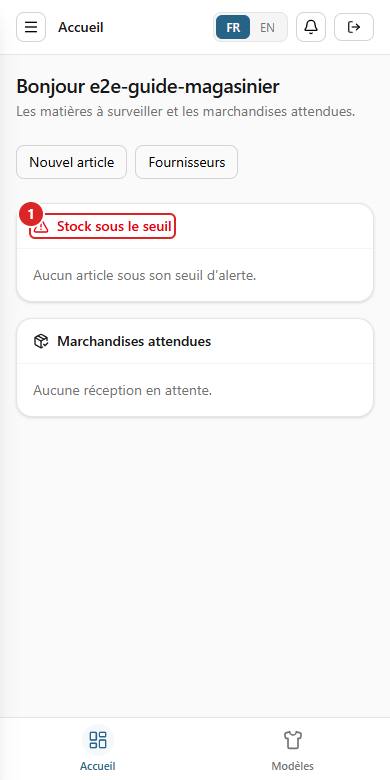 Accueil
FR EN
Bonjour e2e-guide-magasinier
Les matières à surveiller et les marchandises attendues.
Nouvel article Fournisseurs
1
Stock sous le seuil
Aucun article sous son seuil d'alerte.
Marchandises attendues
Aucune réception en attente.
Accueil Modèles